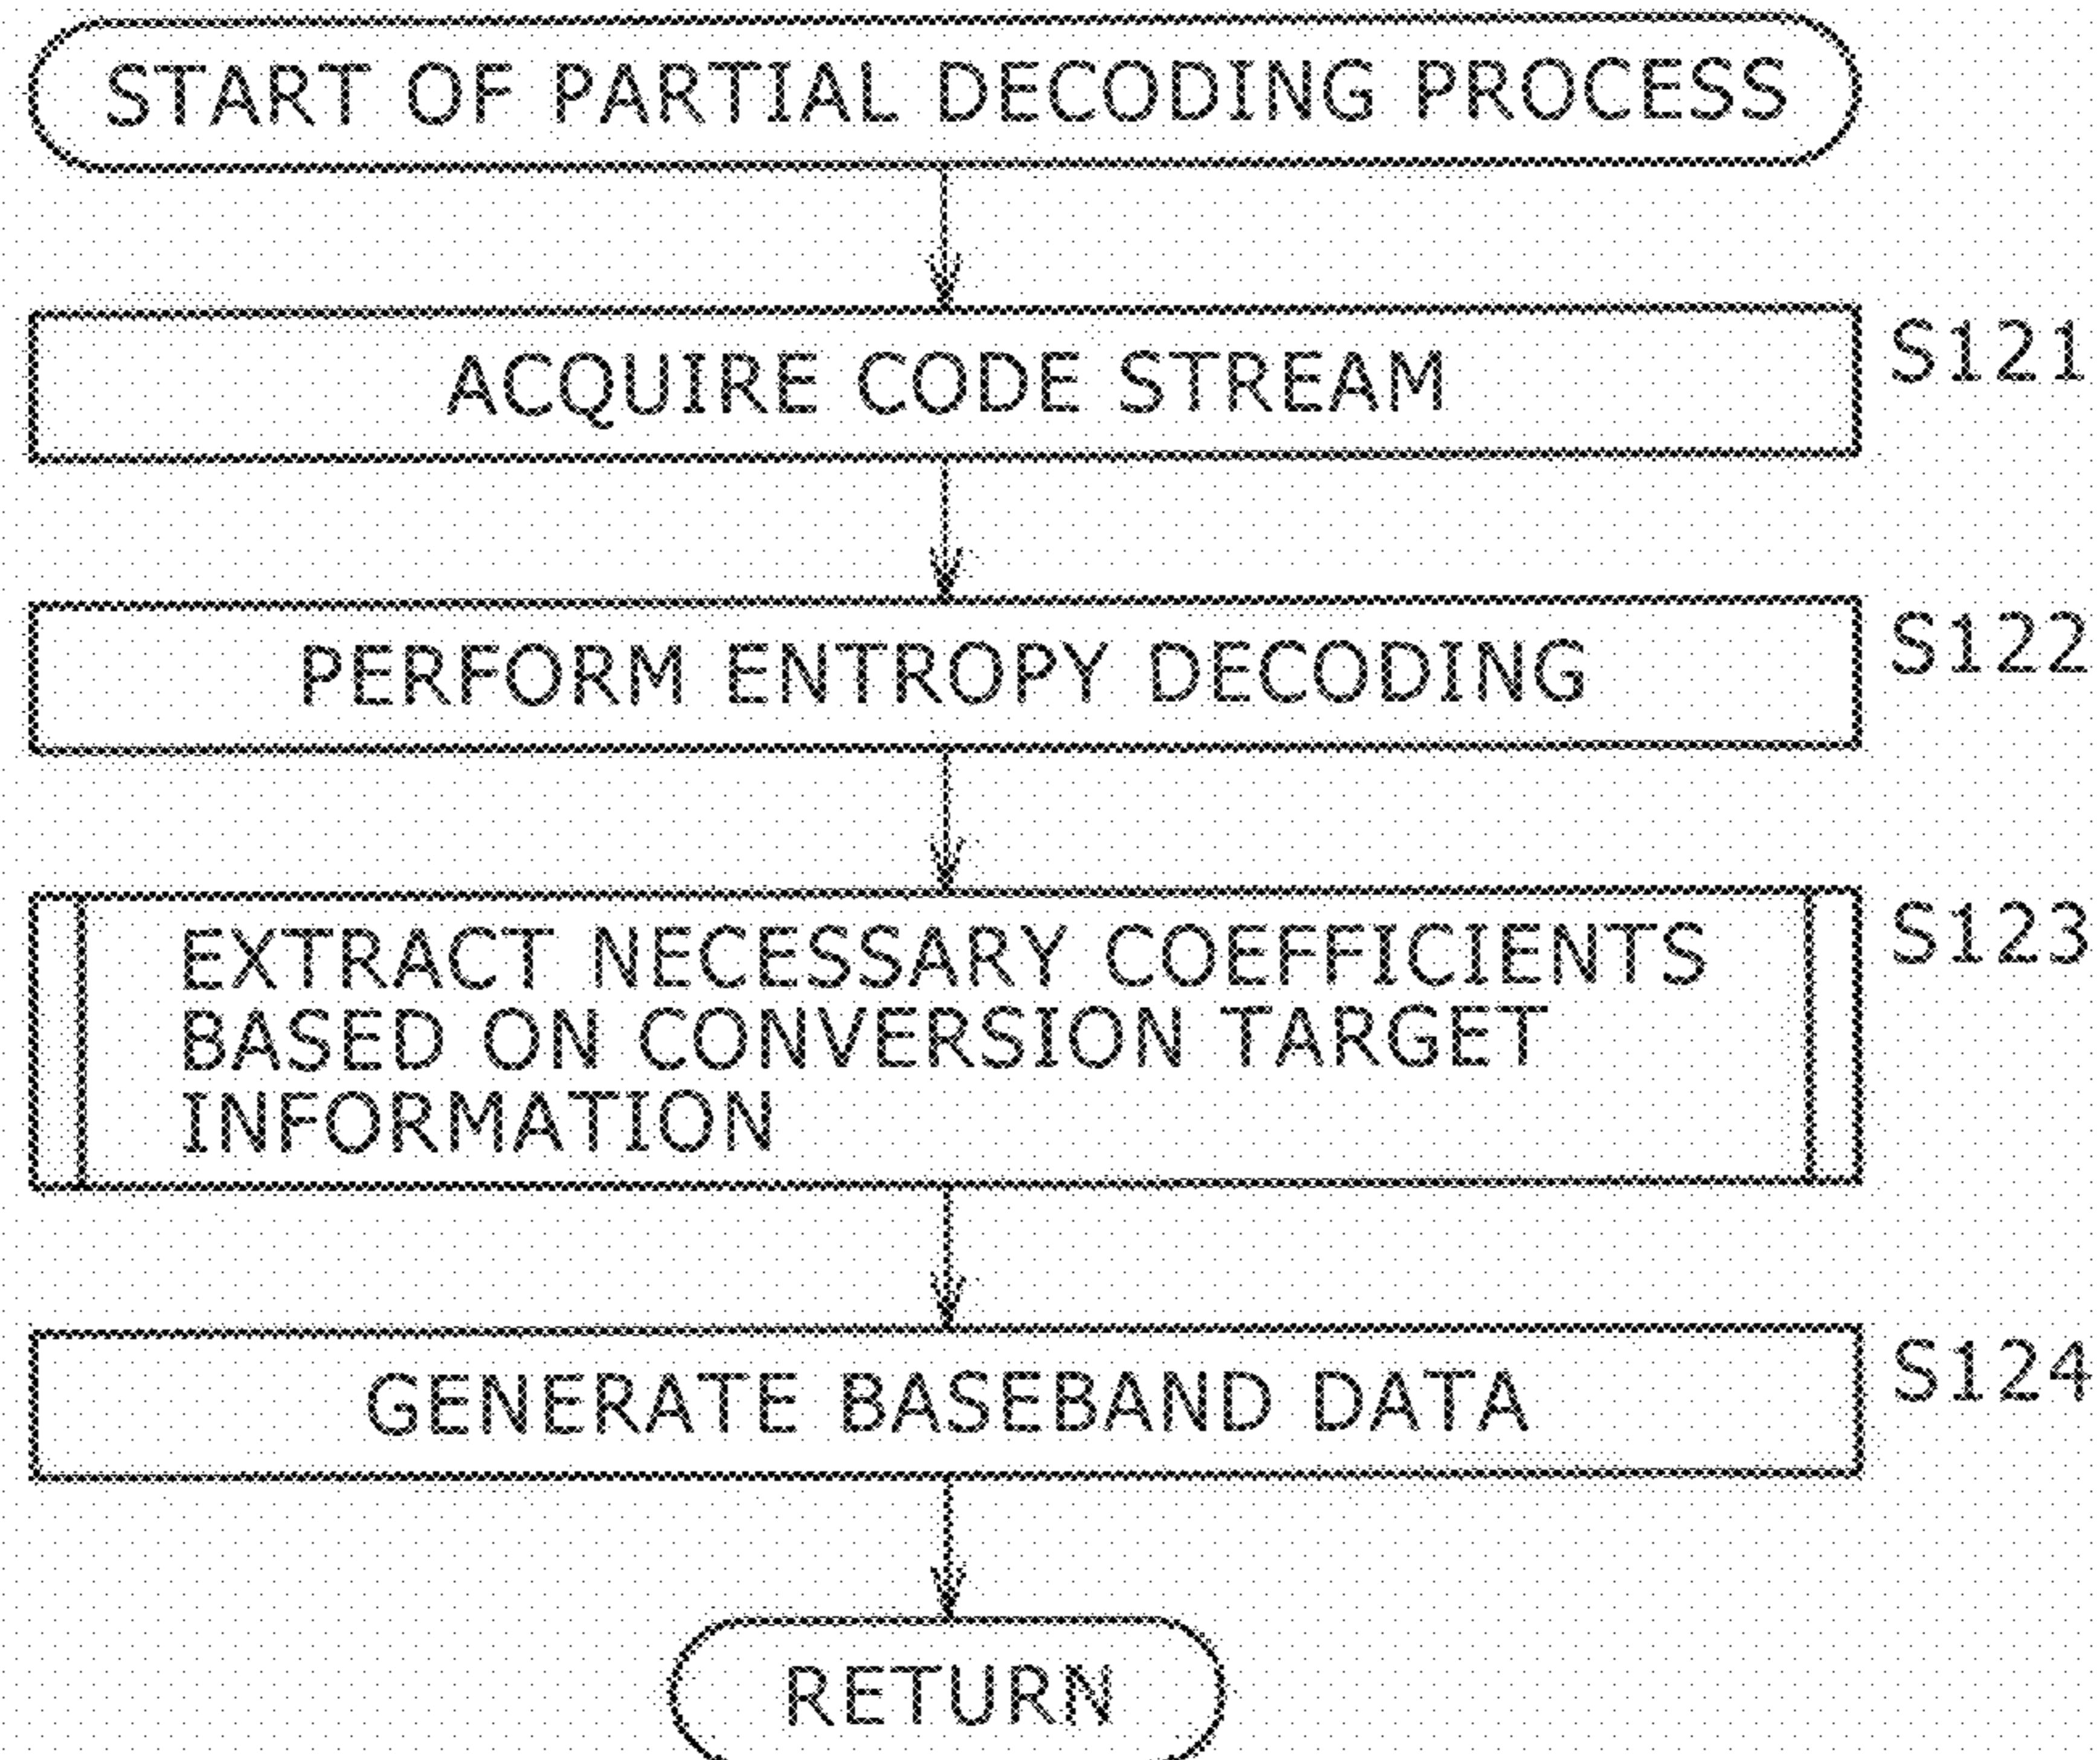 START OF PARTIAL DECODING PROCESS
ACQUIRE CODE STREAM
S121
PERFORM ENTROPY DECODING
S122
EXTRACT NECESSARY COEFFICIENTS
BASED ON CONVERSION TARGET
INFORMATION
S123
GENERATE BASEBAND DATA
S124
RETURN